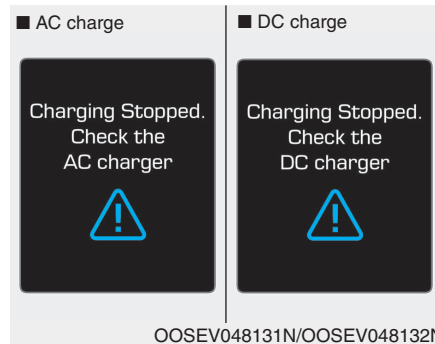 ■ AC charge
Charging Stopped.
Check the
AC charger
■ DC charge
Charging Stopped.
Check the
DC charger
OOSEV048131N/OOSEV048132N